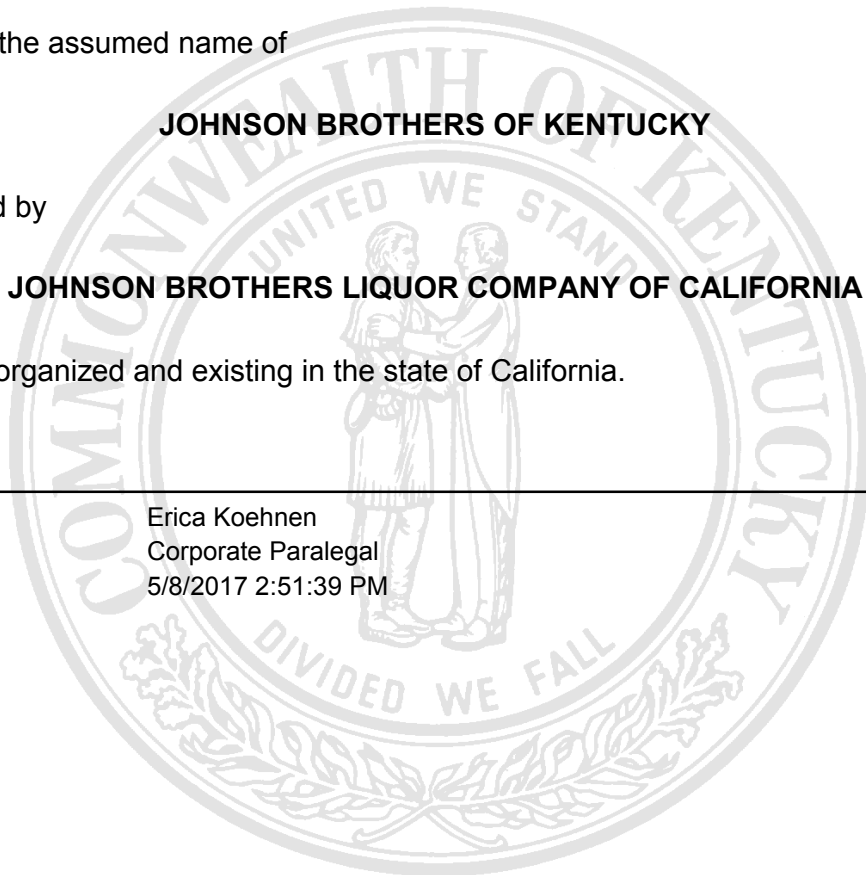 the assumed name of
JOHNSON BROTHERS OF KENTUCKY
d by
JOHNSON BROTHERS LIQUOR COMPANY OF CALIFORNIA
organized and existing in the state of California.
Erica Koehnen
Corporate Paralegal
5/8/2017 2:51:39 PM
COMMONWEALTH OF KENTUCKY
UNITED WE STAND
DIVIDED WE FALL